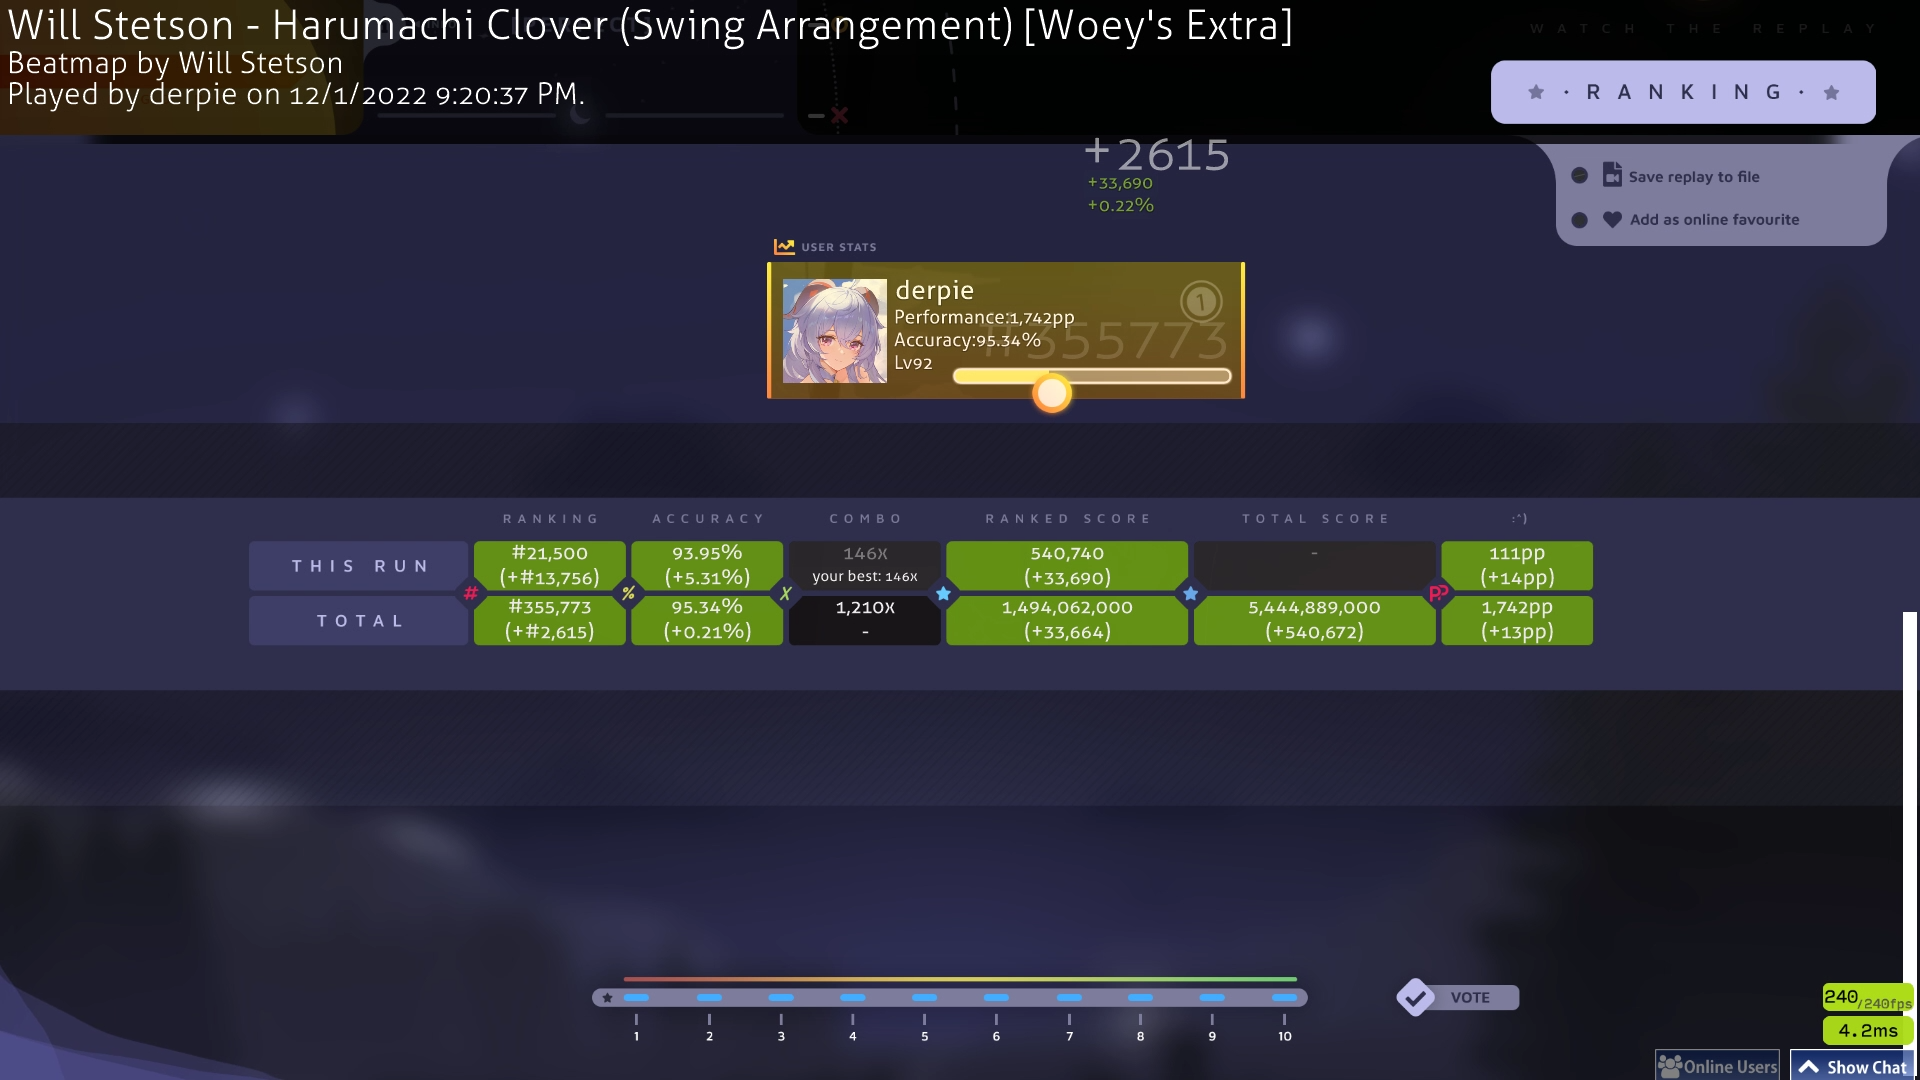 Will Stetson - Harumachi Clover (Swing Arrangement) [Woey's Extra]
Beatmap by Will Stetson
Played by derpie on 12/1/2022 9:20:37 PM.
WATCH THE REPLAY
· RANKING ·
Save replay to file
Add as online favourite
+2615
+33,690
+0.22%
USER STATS
derpie
1
Performance:1,742pp
#355773
Accuracy:95.34%
Lv92
RANKING ACCURACY COMBO RANKED SCORE TOTAL SCORE :^)
THIS RUN
#21,500 93.95% 146x 540,740 - 111pp
(+#13,756) (+5.31%) your best: 146x (+33,690) (+14pp)
# % X PP
TOTAL
#355,773 95.34% 1,210x 1,494,062,000 5,444,889,000 1,742pp
(+#2,615) (+0.21%) - (+33,664) (+540,672) (+13pp)
1 2 3 4 5 6 7 8 9 10
VOTE
240/240fps
4.2ms
Online Users
Show Chat